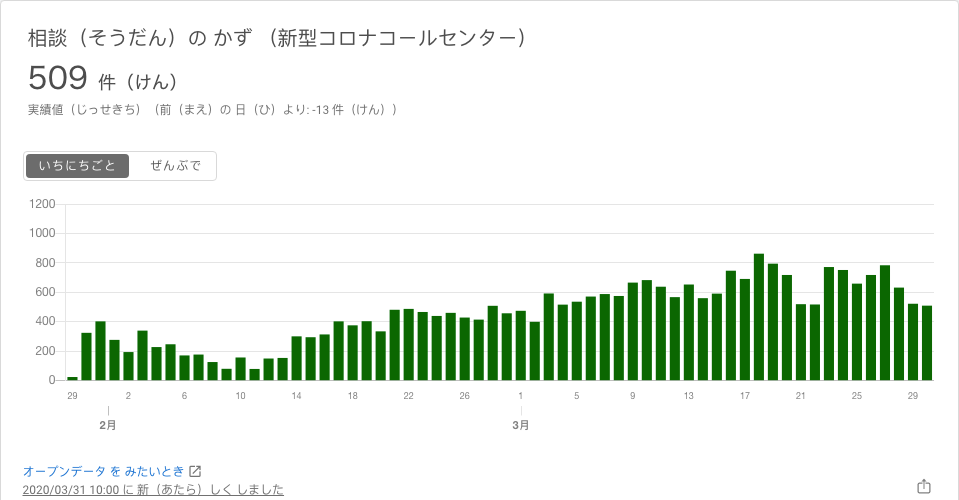 相談（そうだん）の かず （新型コロナコールセンター）
509 件（けん）
実績値（じっせきち）（前（まえ）の 日（ひ）より: -13 件（けん））
いちにちごと ぜんぶで
1200
1000
800
600
400
200
0
29 2 6 10 14 18 22 26 1 5 9 13 17 21 25 29
2月 3月
オープンデータ を みたいとき
2020/03/31 10:00 に 新（あたら）しく しました